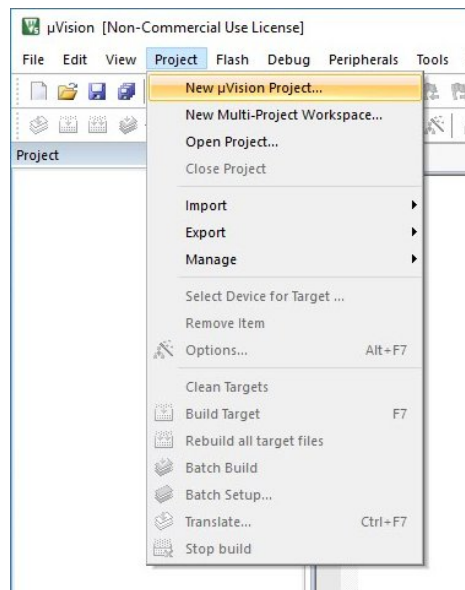 µVision [Non-Commercial Use License]
File Edit View Project Flash Debug Peripherals Tools
Project
New µVision Project...
New Multi-Project Workspace...
Open Project...
Close Project
Import
Export
Manage
Select Device for Target ...
Remove Item
Options... Alt+F7
Clean Targets
Build Target F7
Rebuild all target files
Batch Build
Batch Setup...
Translate... Ctrl+F7
Stop build